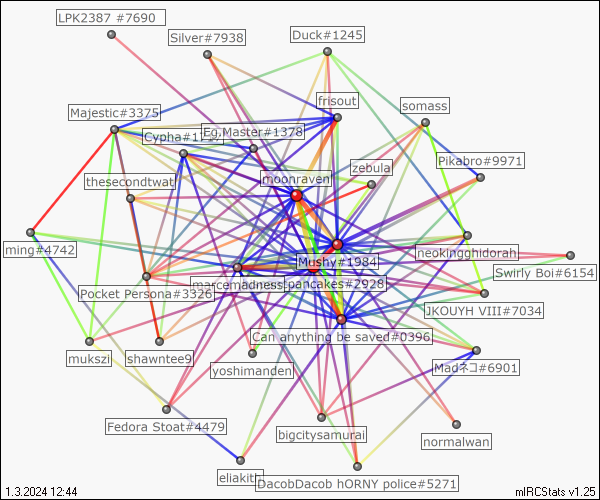 LPK2387 #7690
Silver#7938
Duck#1245
frisout
somass
Majestic#3375
Cypha#1
Eg.Master#1378
Pikabro#9971
zebula
moonraven
thesecondtwat
ming#4742
neokingghidorah
Mushy#1984
Swirly Boi#6154
marcemadness
pancakes#2928
Pocket Persona#3326
JKOUYH VIII#7034
Can anything be saved#0396
mukszi
shawntee9
yoshimanden
Madネコ#6901
Fedora Stoat#4479
bigcitysamurai
normalwan
eliakith
DacobDacob hORNY police#5271
1.3.2024 12:44
mIRCStats v1.25